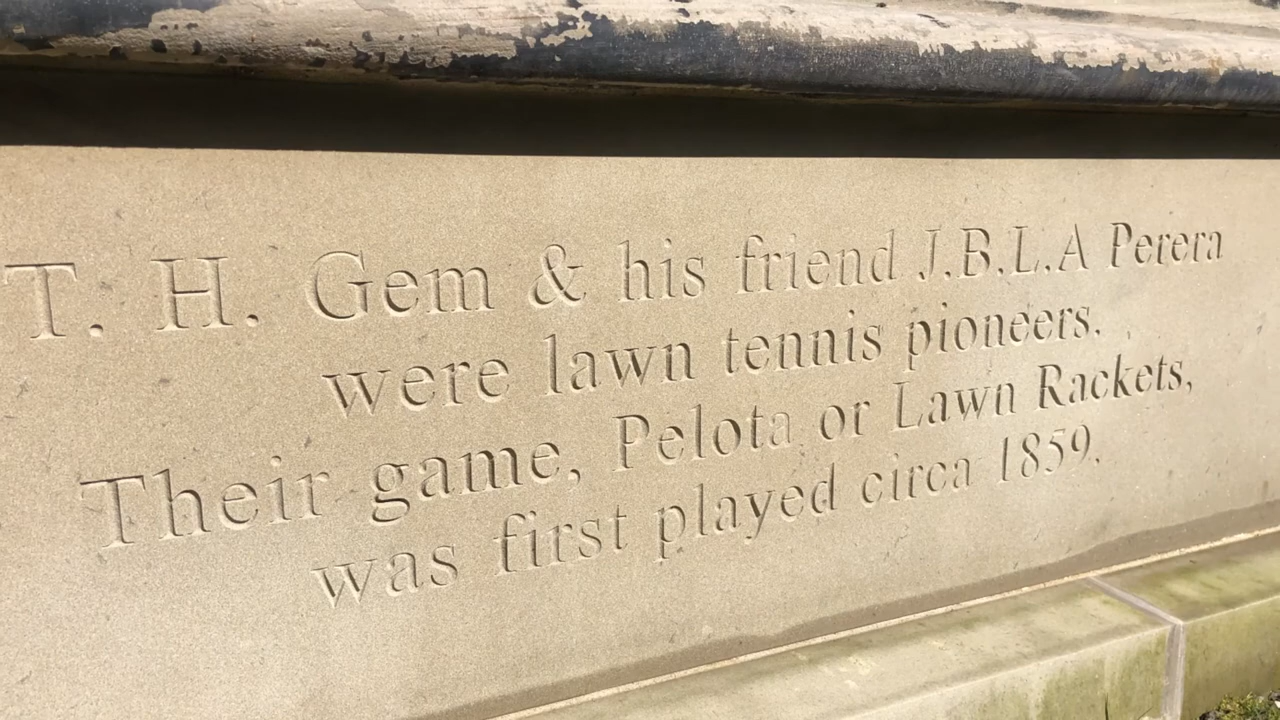 T. H. Gem & his friend J.B.L.A Perera
were lawn tennis pioneers.
Their game, Pelota or Lawn Rackets,
was first played circa 1859.